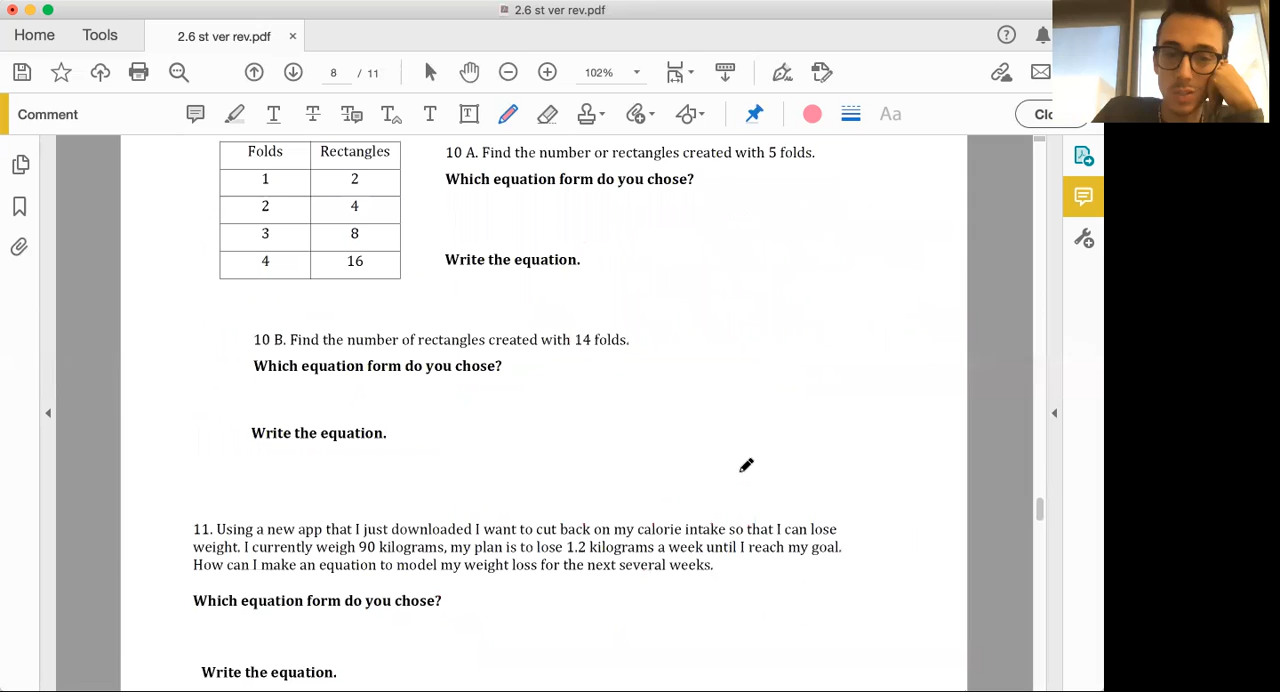 2.6 st ver rev.pdf
Home Tools 2.6 st ver rev.pdf ×
8 / 11 102%
Comment
Aa
Folds Rectangles
1 2
2 4
3 8
4 16
10 A. Find the number or rectangles created with 5 folds.
Which equation form do you chose?
Write the equation.
10 B. Find the number of rectangles created with 14 folds.
Which equation form do you chose?
Write the equation.
11. Using a new app that I just downloaded I want to cut back on my calorie intake so that I can lose
weight. I currently weigh 90 kilograms, my plan is to lose 1.2 kilograms a week until I reach my goal.
How can I make an equation to model my weight loss for the next several weeks.
Which equation form do you chose?
Write the equation.